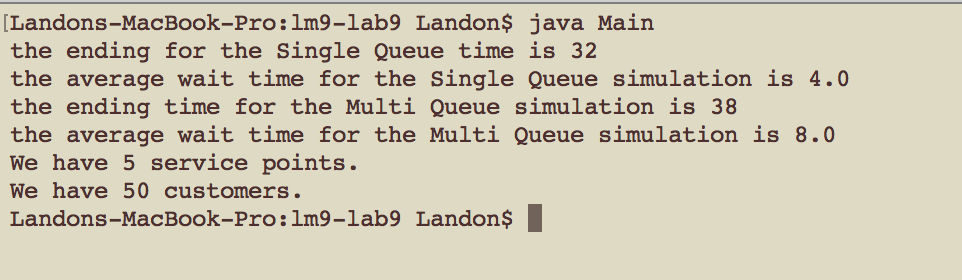 [Landons-MacBook-Pro:lm9-lab9 Landon$ java Main
the ending for the Single Queue time is 32
the average wait time for the Single Queue simulation is 4.0
the ending time for the Multi Queue simulation is 38
the average wait time for the Multi Queue simulation is 8.0
We have 5 service points.
We have 50 customers.
Landons-MacBook-Pro:lm9-lab9 Landon$